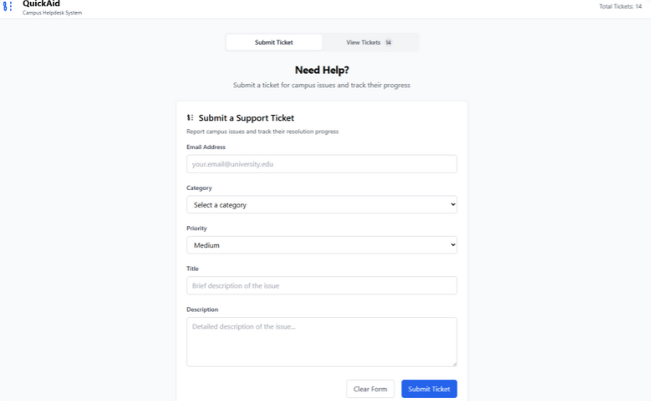 QuickAid
Campus Helpdesk System
Total Tickets: 14
Submit Ticket
View Tickets 14
Need Help?
Submit a ticket for campus issues and track their progress
Submit a Support Ticket
Report campus issues and track their resolution progress
Email Address
your.email@university.edu
Category
Select a category
Priority
Medium
Title
Brief description of the issue
Description
Detailed description of the issue...
Clear Form
Submit Ticket